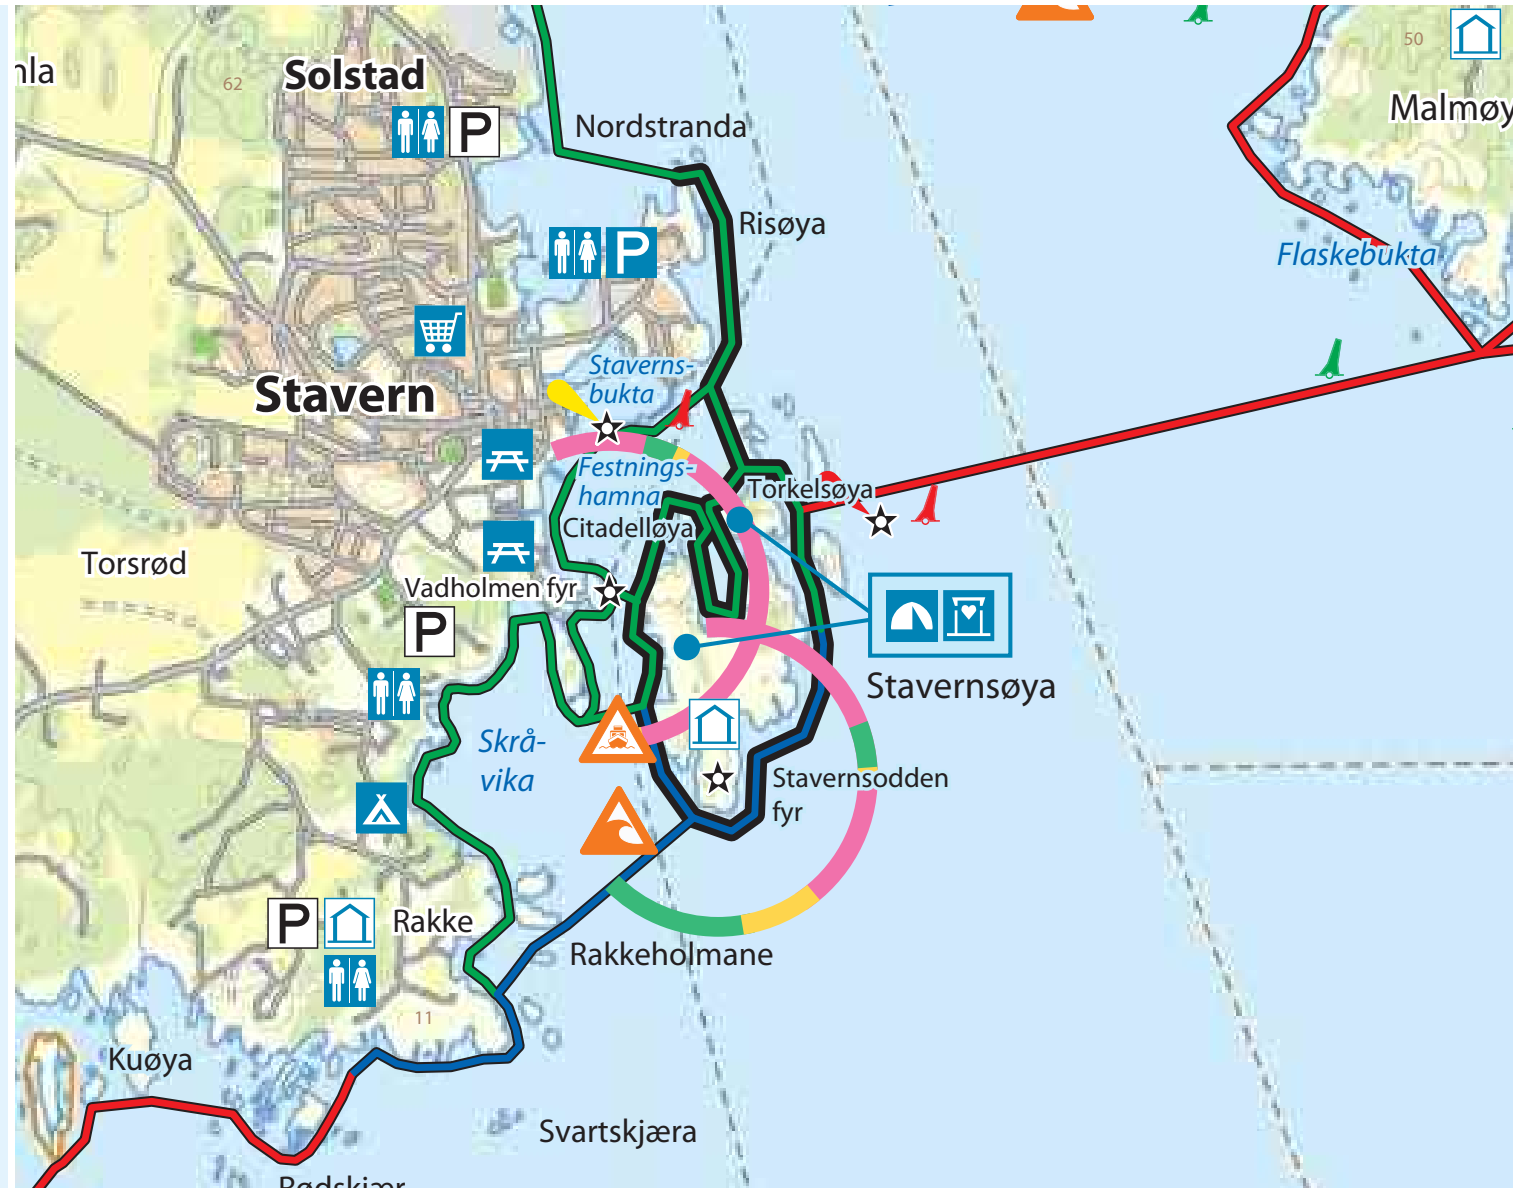 50
nla
Solstad
62
Malmøy
P
Nordstranda
Risøya
P
Flaskebukta
Staverns-
bukta
Stavern
Festnings-
hamna
Torkelsøya
Citadelløya
Torsrød
Vadholmen fyr
P
Stavernsøya
Skrå-
vika
Stavernsodden
fyr
P
Rakke
Rakkeholmane
11
Kuøya
Svartskjæra
Rødskjær